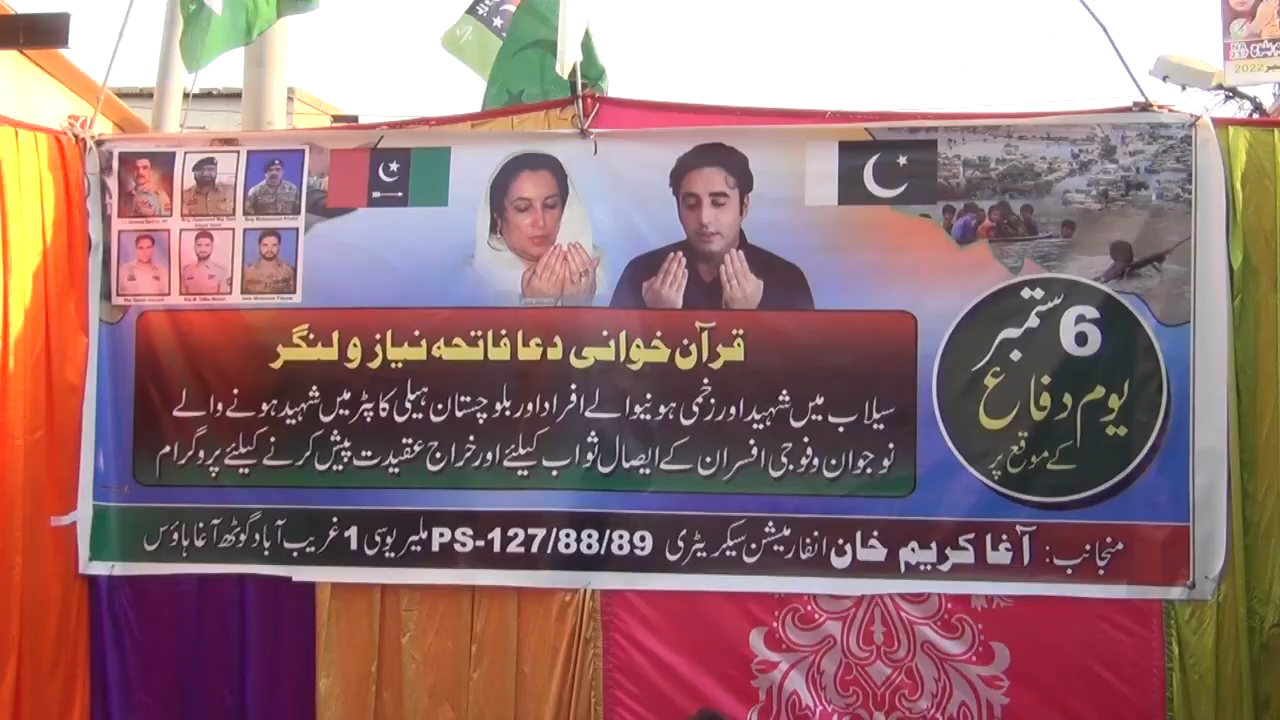 6 ستمبر
یوم دفاع
کے موقع پر
قرآن خوانی دعا فاتحہ نیاز و لنگر
سیلاب میں شہید اور زخمی ہونیوالے افراد اور بلوچستان ہیلی کاپٹر میں شہید ہونے والے
نوجوان و فوجی افسران کے ایصال ثواب کیلئے اور خراج عقیدت پیش کرنے کیلئے پروگرام
منجانب: آغا کریم خان انفارمیشن سیکریٹری PS-127/88/89 ملیر یوسی 1 غریب آباد گوٹھ آغا ہاؤس
2022